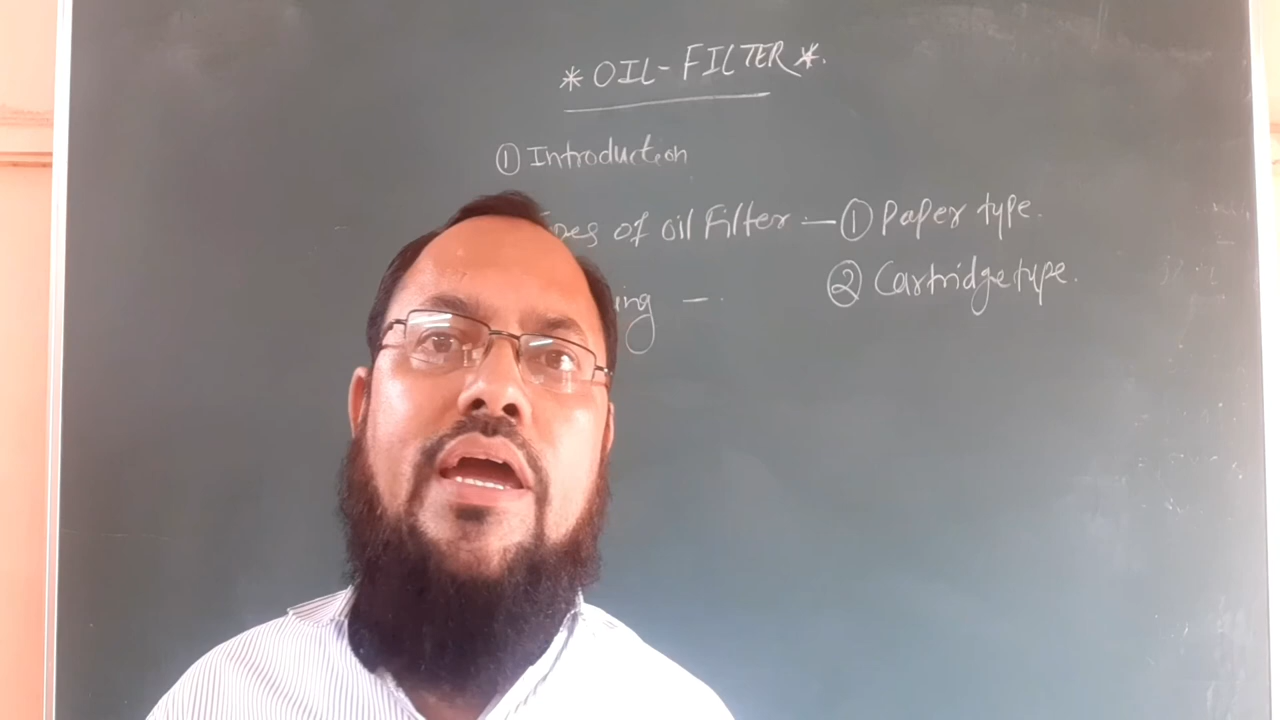 * OIL-FILTER *.
① Introduction
of oil Filter :— ① Paper type.
② Cartridge type.